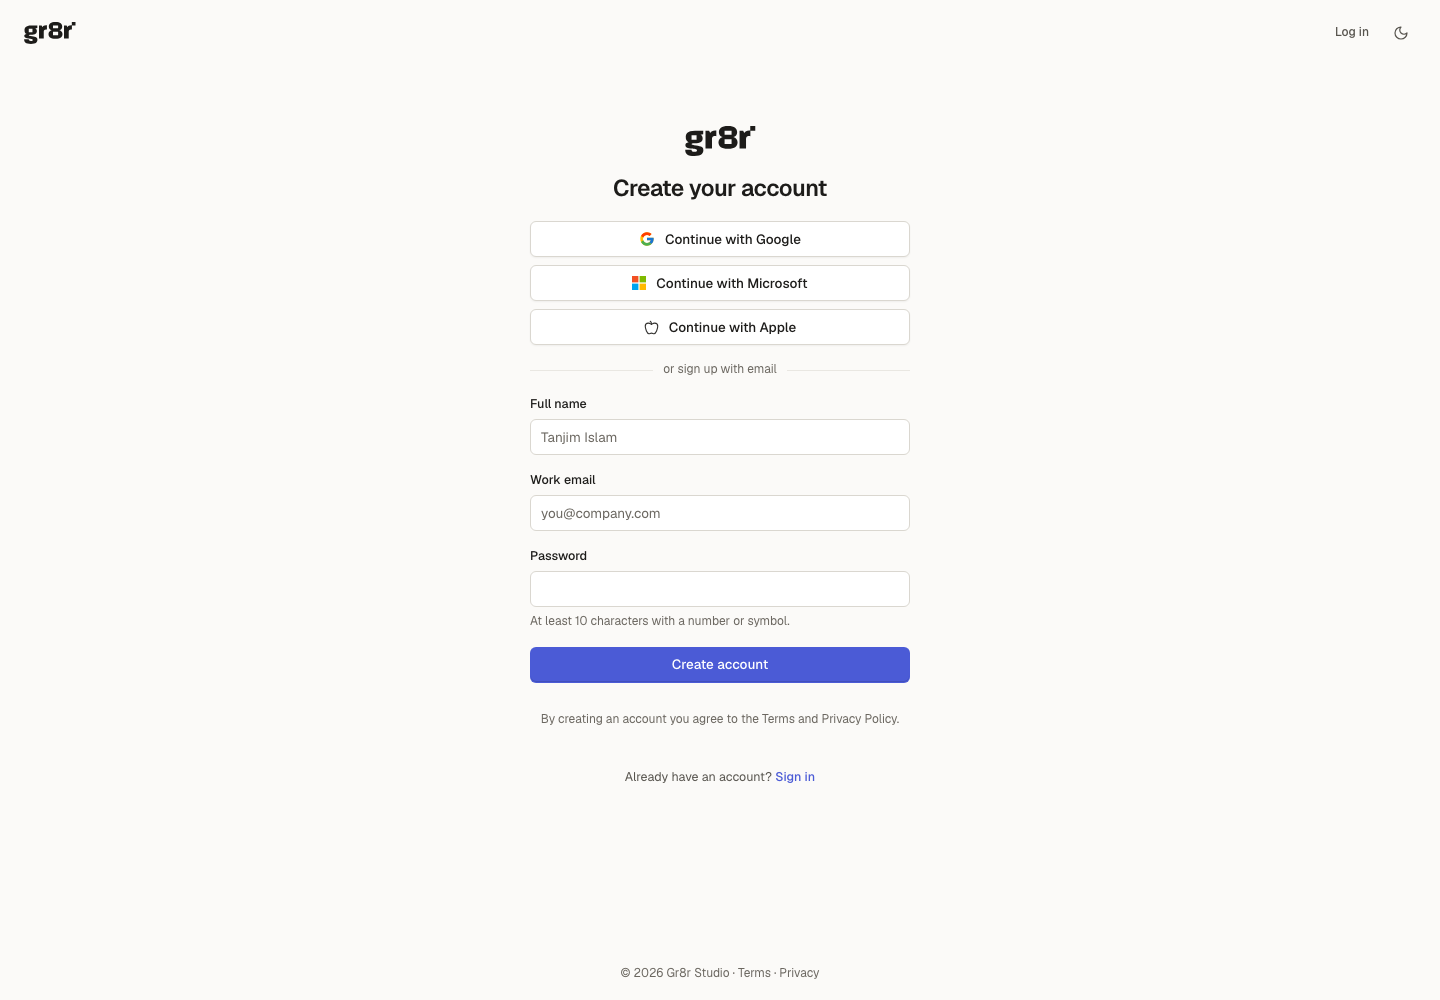 gr8r
Log in
gr8r
Create your account
Continue with Google
Continue with Microsoft
Continue with Apple
or sign up with email
Full name
Tanjim Islam
Work email
you@company.com
Password
At least 10 characters with a number or symbol.
Create account
By creating an account you agree to the Terms and Privacy Policy.
Already have an account? Sign in
© 2026 Gr8r Studio · Terms · Privacy